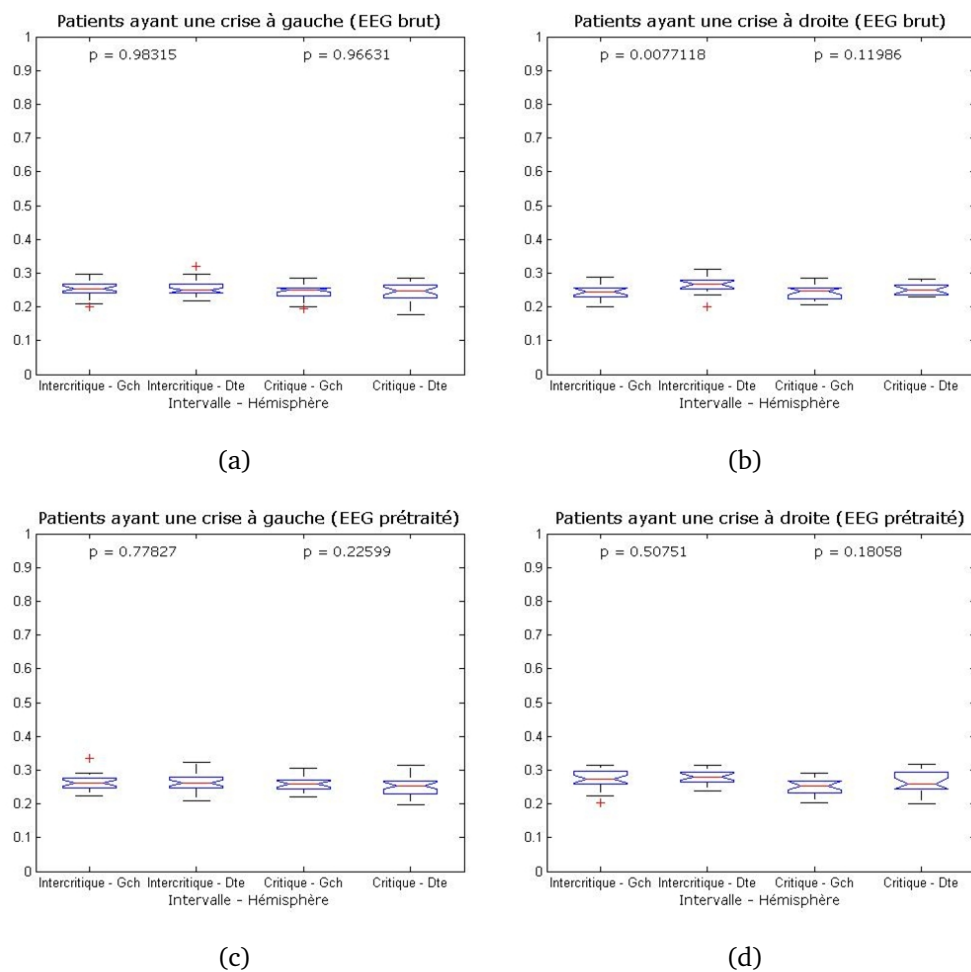 Patients ayant une crise à gauche (EEG brut)
p = 0.98315
p = 0.96631
1
0.9
0.8
0.7
0.6
0.5
0.4
0.3
0.2
0.1
0
Intercritique - Gch
Intercritique - Dte
Critique - Gch
Critique - Dte
Intervalle - Hémisphère
(a)
Patients ayant une crise à droite (EEG brut)
p = 0.0077118
p = 0.11986
1
0.9
0.8
0.7
0.6
0.5
0.4
0.3
0.2
0.1
0
Intercritique - Gch
Intercritique - Dte
Critique - Gch
Critique - Dte
Intervalle - Hémisphère
(b)
Patients ayant une crise à gauche (EEG prétraité)
p = 0.77827
p = 0.22599
1
0.9
0.8
0.7
0.6
0.5
0.4
0.3
0.2
0.1
0
Intercritique - Gch
Intercritique - Dte
Critique - Gch
Critique - Dte
Intervalle - Hémisphère
(c)
Patients ayant une crise à droite (EEG prétraité)
p = 0.50751
p = 0.18058
1
0.9
0.8
0.7
0.6
0.5
0.4
0.3
0.2
0.1
0
Intercritique - Gch
Intercritique - Dte
Critique - Gch
Critique - Dte
Intervalle - Hémisphère
(d)